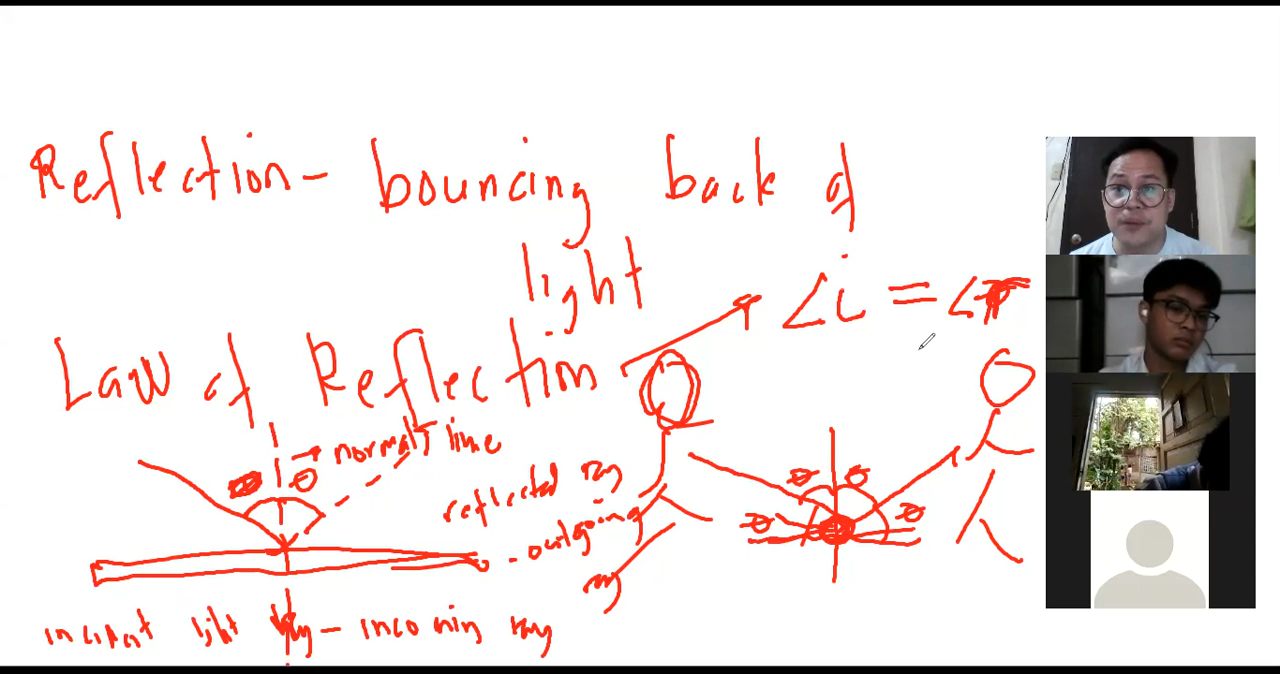 Reflection - bouncing back of
light
∠i = ∠r
Law of Reflection
normal line
θ θ
reflected ray
- outgoing
ray
θ θ
θ θ
incident light ray - incoming ray